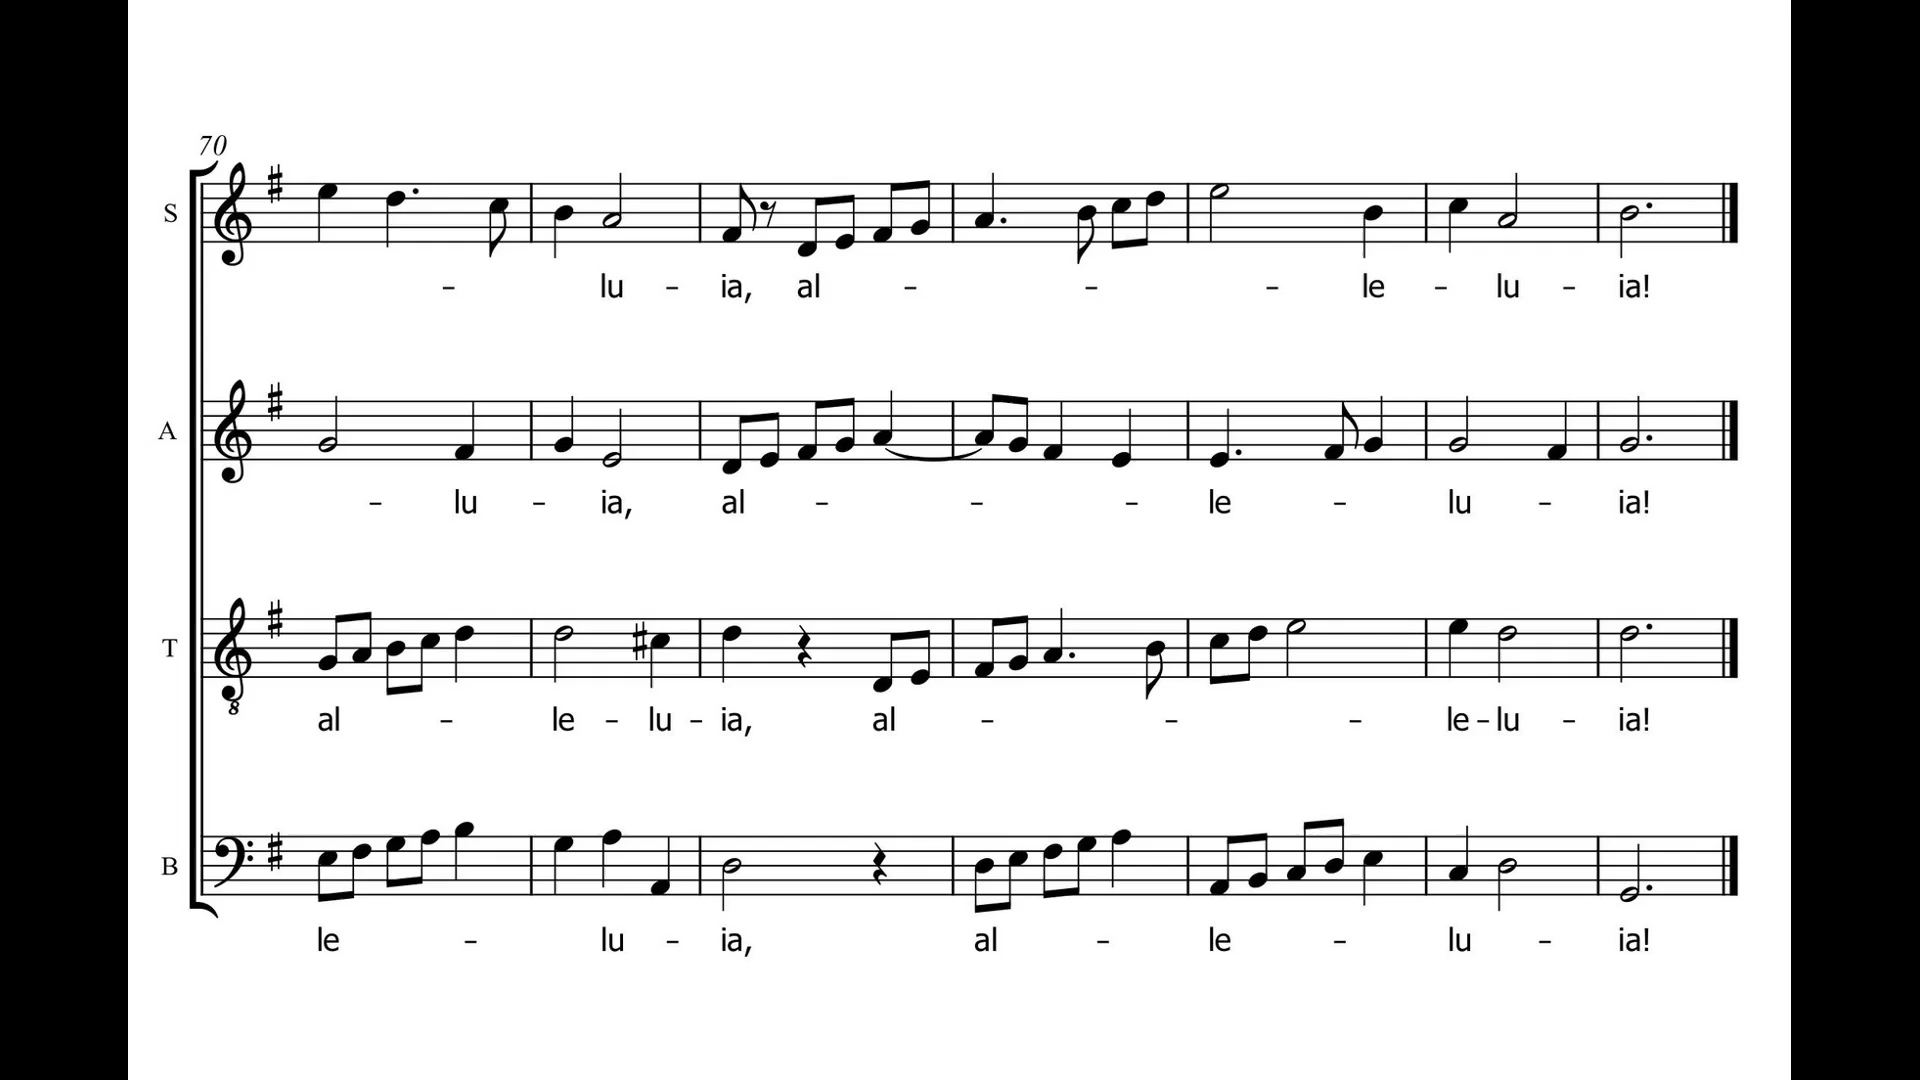 70
S
- lu - ia, al - - - le - lu - ia!
A
- lu - ia, al - - - le - lu - ia!
T
al - le - lu - ia, al - - - le - lu - ia!
8
B
le - lu - ia, al - le - lu - ia!